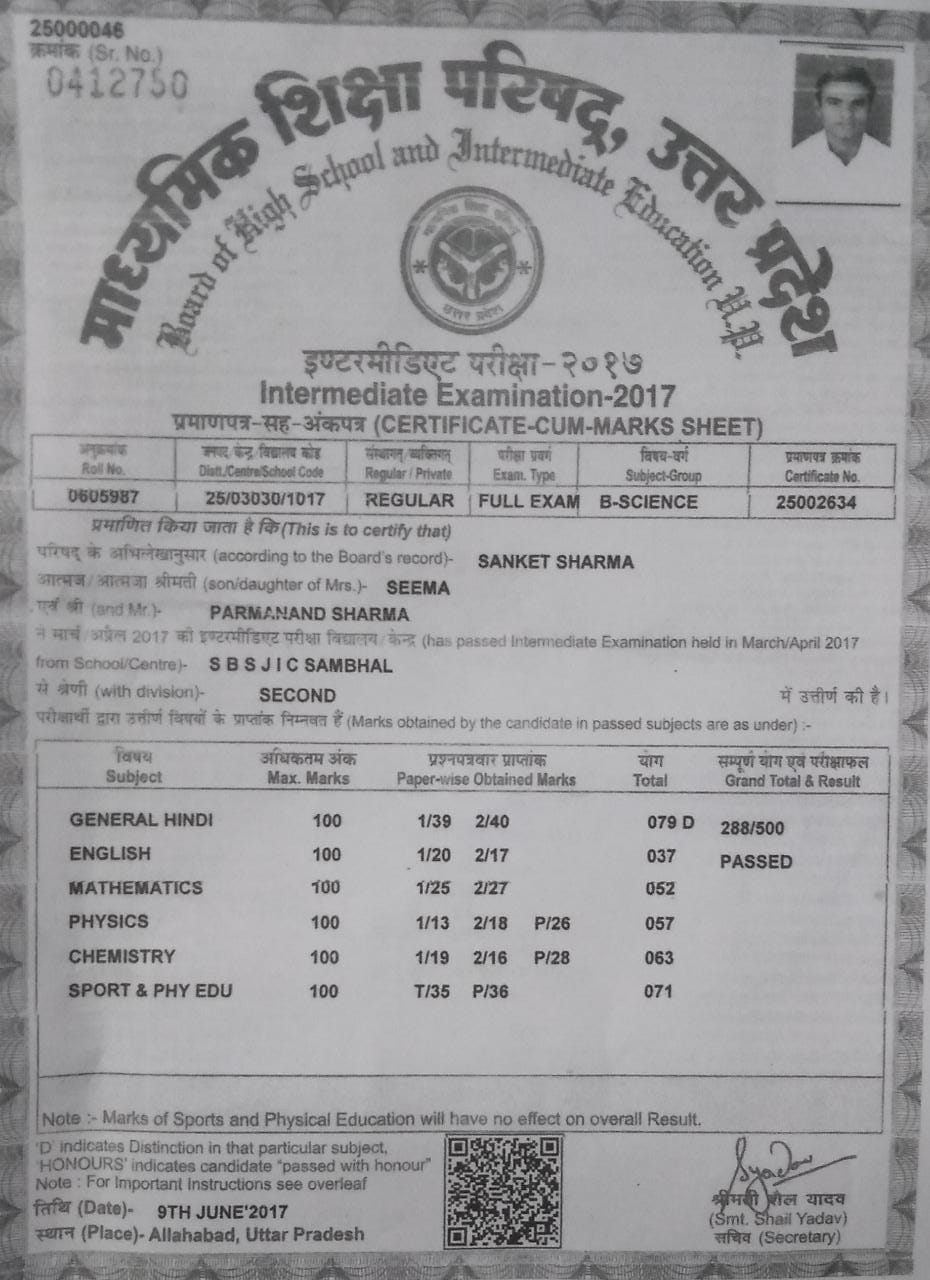 25000046
क्रमांक (Sr. No.)
0412750
माध्यमिक शिक्षा परिषद्, उत्तर प्रदेश
Board of High School and Intermediate Education U.P.
उत्तर प्रदेश
इण्टरमीडिएट परीक्षा-२०१७
Intermediate Examination-2017
प्रमाणपत्र-सह-अंकपत्र (CERTIFICATE-CUM-MARKS SHEET)
अनुक्रमांक जनपद/केन्द्र/विद्यालय कोड संस्थागत/व्यक्तिगत परीक्षा प्रवर्ग विषय-वर्ग प्रमाणपत्र क्रमांक
Roll No. Distt./Centre/School Code Regular / Private Exam. Type Subject-Group Certificate No.
0605987 25/03030/1017 REGULAR FULL EXAM B-SCIENCE 25002634
प्रमाणित किया जाता है कि (This is to certify that)
परिषद् के अभिलेखानुसार (according to the Board's record)- SANKET SHARMA
आत्मज/आत्मजा श्रीमती (son/daughter of Mrs.)- SEEMA
एवं श्री (and Mr.)- PARMANAND SHARMA
ने मार्च/अप्रैल 2017 की इण्टरमीडिएट परीक्षा विद्यालय/केन्द्र (has passed Intermediate Examination held in March/April 2017
from School/Centre)- S B S J I C SAMBHAL
से श्रेणी (with division)- SECOND में उत्तीर्ण की है।
परीक्षार्थी द्वारा उत्तीर्ण विषयों के प्राप्तांक निम्नवत हैं (Marks obtained by the candidate in passed subjects are as under) :-
विषय अधिकतम अंक प्रश्नपत्रवार प्राप्तांक योग सम्पूर्ण योग एवं परीक्षाफल
Subject Max. Marks Paper-wise Obtained Marks Total Grand Total & Result
GENERAL HINDI 100 1/39 2/40 079 D 288/500
ENGLISH 100 1/20 2/17 037 PASSED
MATHEMATICS 100 1/25 2/27 052
PHYSICS 100 1/13 2/18 P/26 057
CHEMISTRY 100 1/19 2/16 P/28 063
SPORT & PHY EDU 100 T/35 P/36 071
Note :- Marks of Sports and Physical Education will have no effect on overall Result.
'D' indicates Distinction in that particular subject,
'HONOURS' indicates candidate "passed with honour"
Note : For Important Instructions see overleaf
तिथि (Date)- 9TH JUNE'2017
स्थान (Place)- Allahabad, Uttar Pradesh
SYadav
श्रीमती शैल यादव
(Smt. Shail Yadav)
सचिव (Secretary)